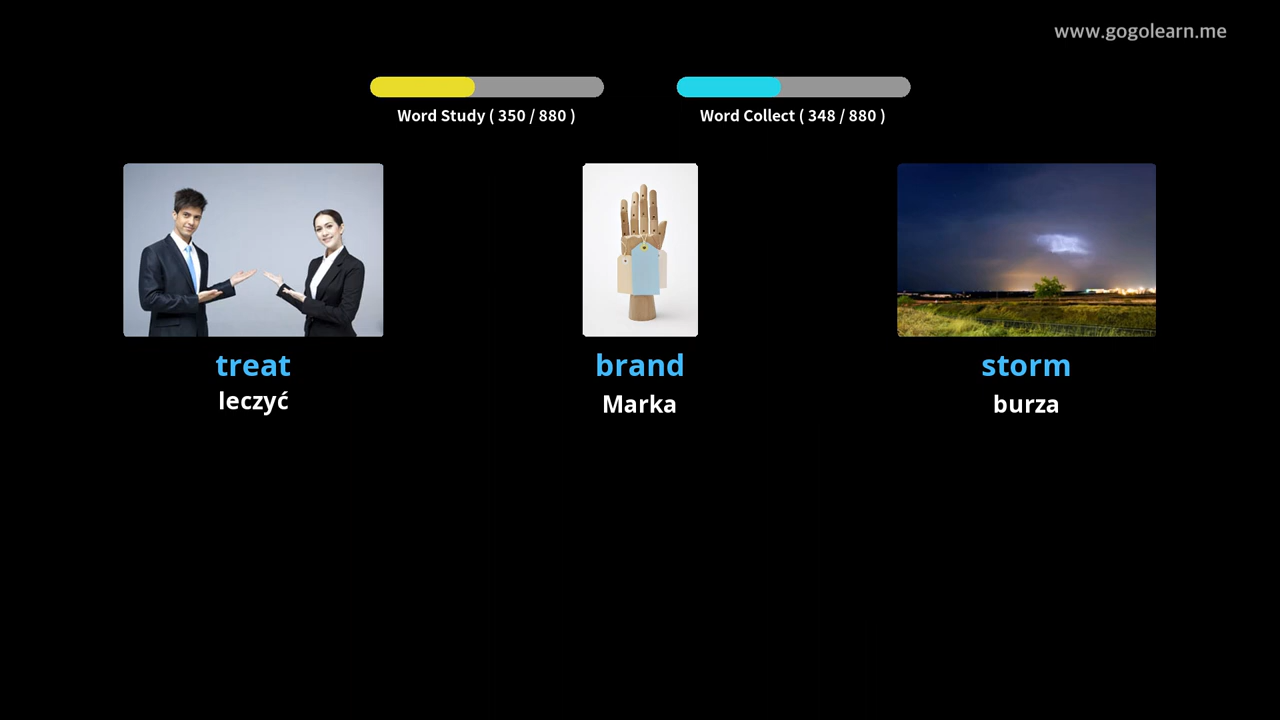 www.gogolearn.me
Word Study ( 350 / 880 )
Word Collect ( 348 / 880 )
treat
leczyć
brand
Marka
storm
burza